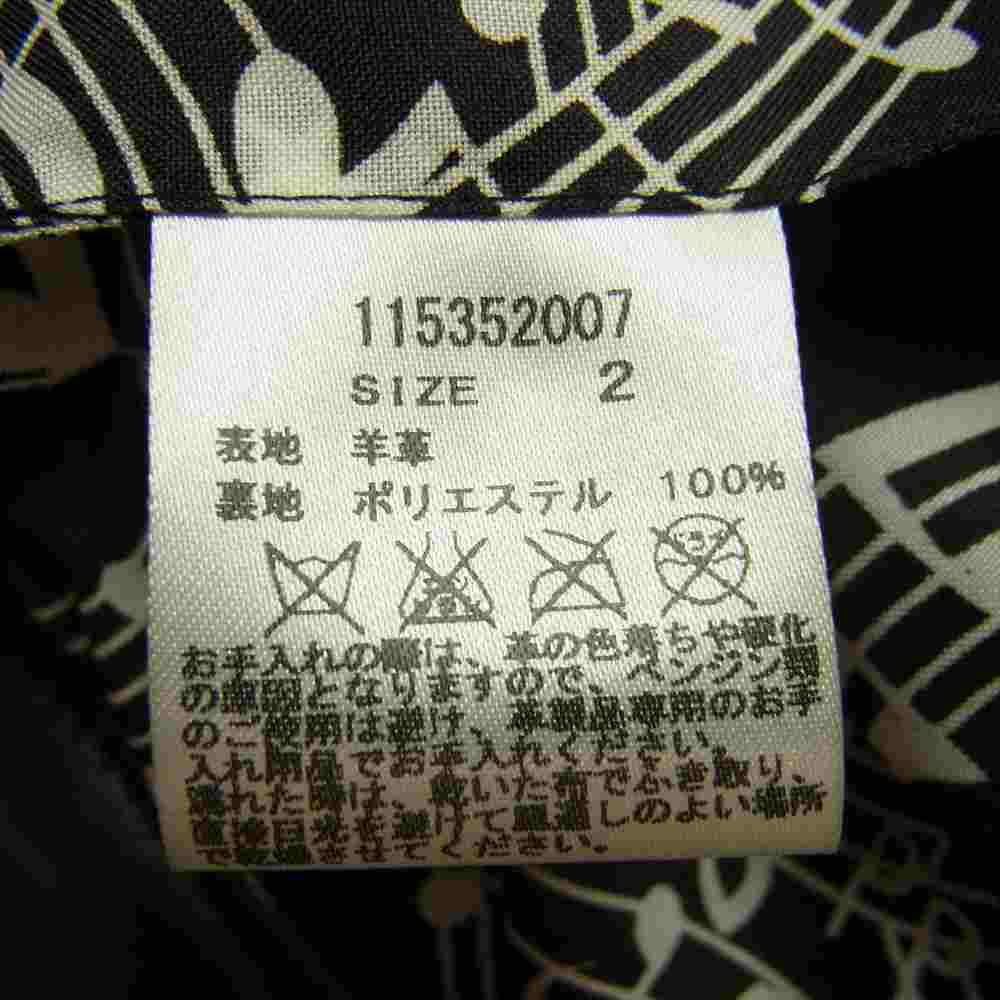 115352007
SIZE 2
表地 羊革
裏地 ポリエステル 100%
お手入れの際は、革の色落ちや硬化
の原因となりますので、ベンジン類
のご使用は避け、革製品専用のお手
入れ用品でお手入れください。
濡れた時は、乾いた布でふき取り、
直接日光を避けて風通しのよい場所
で乾燥させてください。